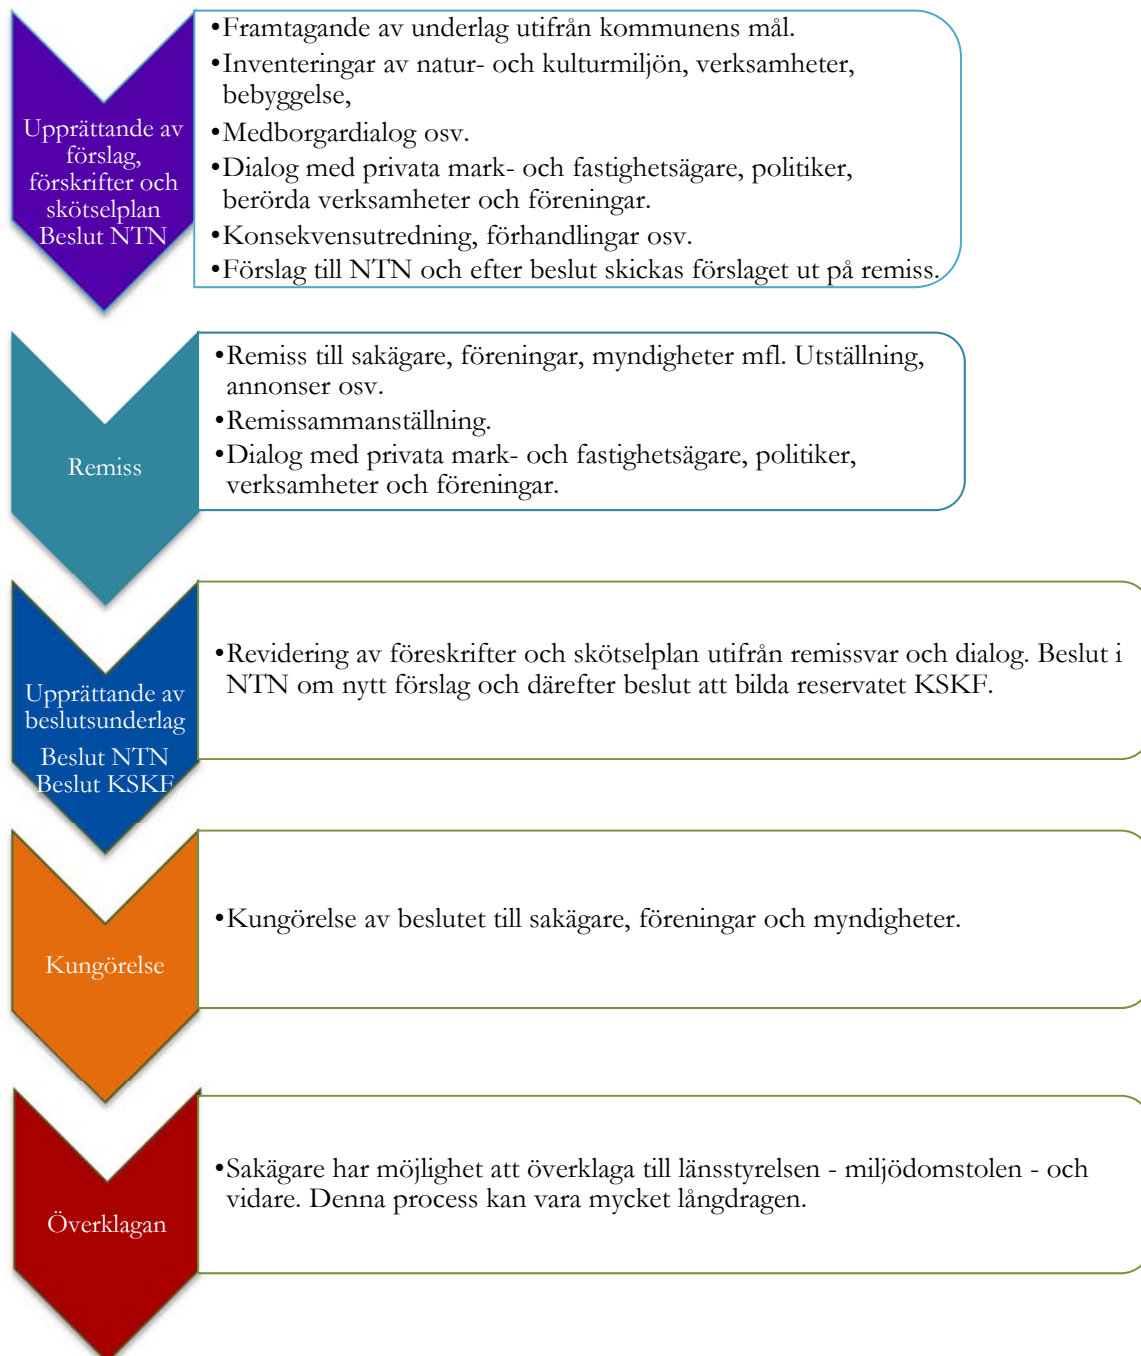 Upprättande av
förslag,
förskrifter och
skötselplan
Beslut NTN
•Framtagande av underlag utifrån kommunens mål.
•Inventeringar av natur- och kulturmiljön, verksamheter,
bebyggelse,
•Medborgardialog osv.
•Dialog med privata mark- och fastighetsägare, politiker,
berörda verksamheter och föreningar.
•Konsekvensutredning, förhandlingar osv.
•Förslag till NTN och efter beslut skickas förslaget ut på remiss.
Remiss
•Remiss till sakägare, föreningar, myndigheter mfl. Utställning,
annonser osv.
•Remissammanställning.
•Dialog med privata mark- och fastighetsägare, politiker,
verksamheter och föreningar.
Upprättande av
beslutsunderlag
Beslut NTN
Beslut KSKF
•Revidering av föreskrifter och skötselplan utifrån remissvar och dialog. Beslut i
NTN om nytt förslag och därefter beslut att bilda reservatet KSKF.
Kungörelse
•Kungörelse av beslutet till sakägare, föreningar och myndigheter.
Överklagan
•Sakägare har möjlighet att överklaga till länsstyrelsen - miljödomstolen - och
vidare. Denna process kan vara mycket långdragen.